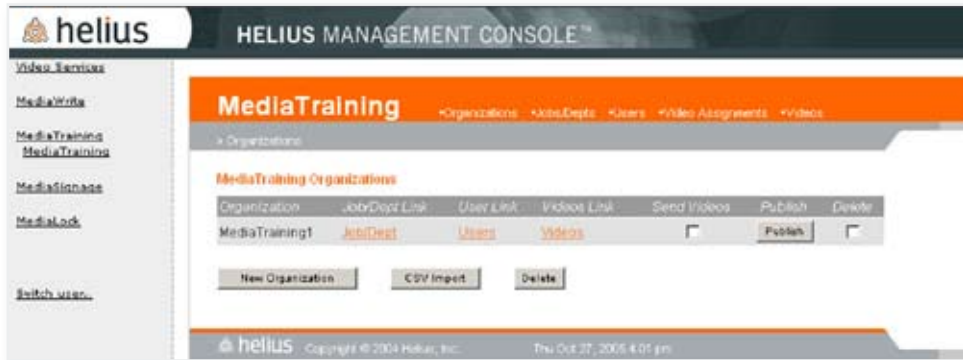 helius
HELIUS MANAGEMENT CONSOLE™
Video Services
MediaWrite
MediaTraining
MediaTraining
MediaSignage
MediaLock
Switch user..
MediaTraining
Organizations Jobs/Depts Users Video Assignments Videos
> Organizations
MediaTraining Organizations
Organization Job/Dept Link User Link Videos Link Send Videos Publish Delete
MediaTraining1 Job/Dept Users Videos Publish
New Organization CSV Import Delete
helius Copyright © 2004 Helius, Inc. Thu Oct 27, 2005 4:01 pm